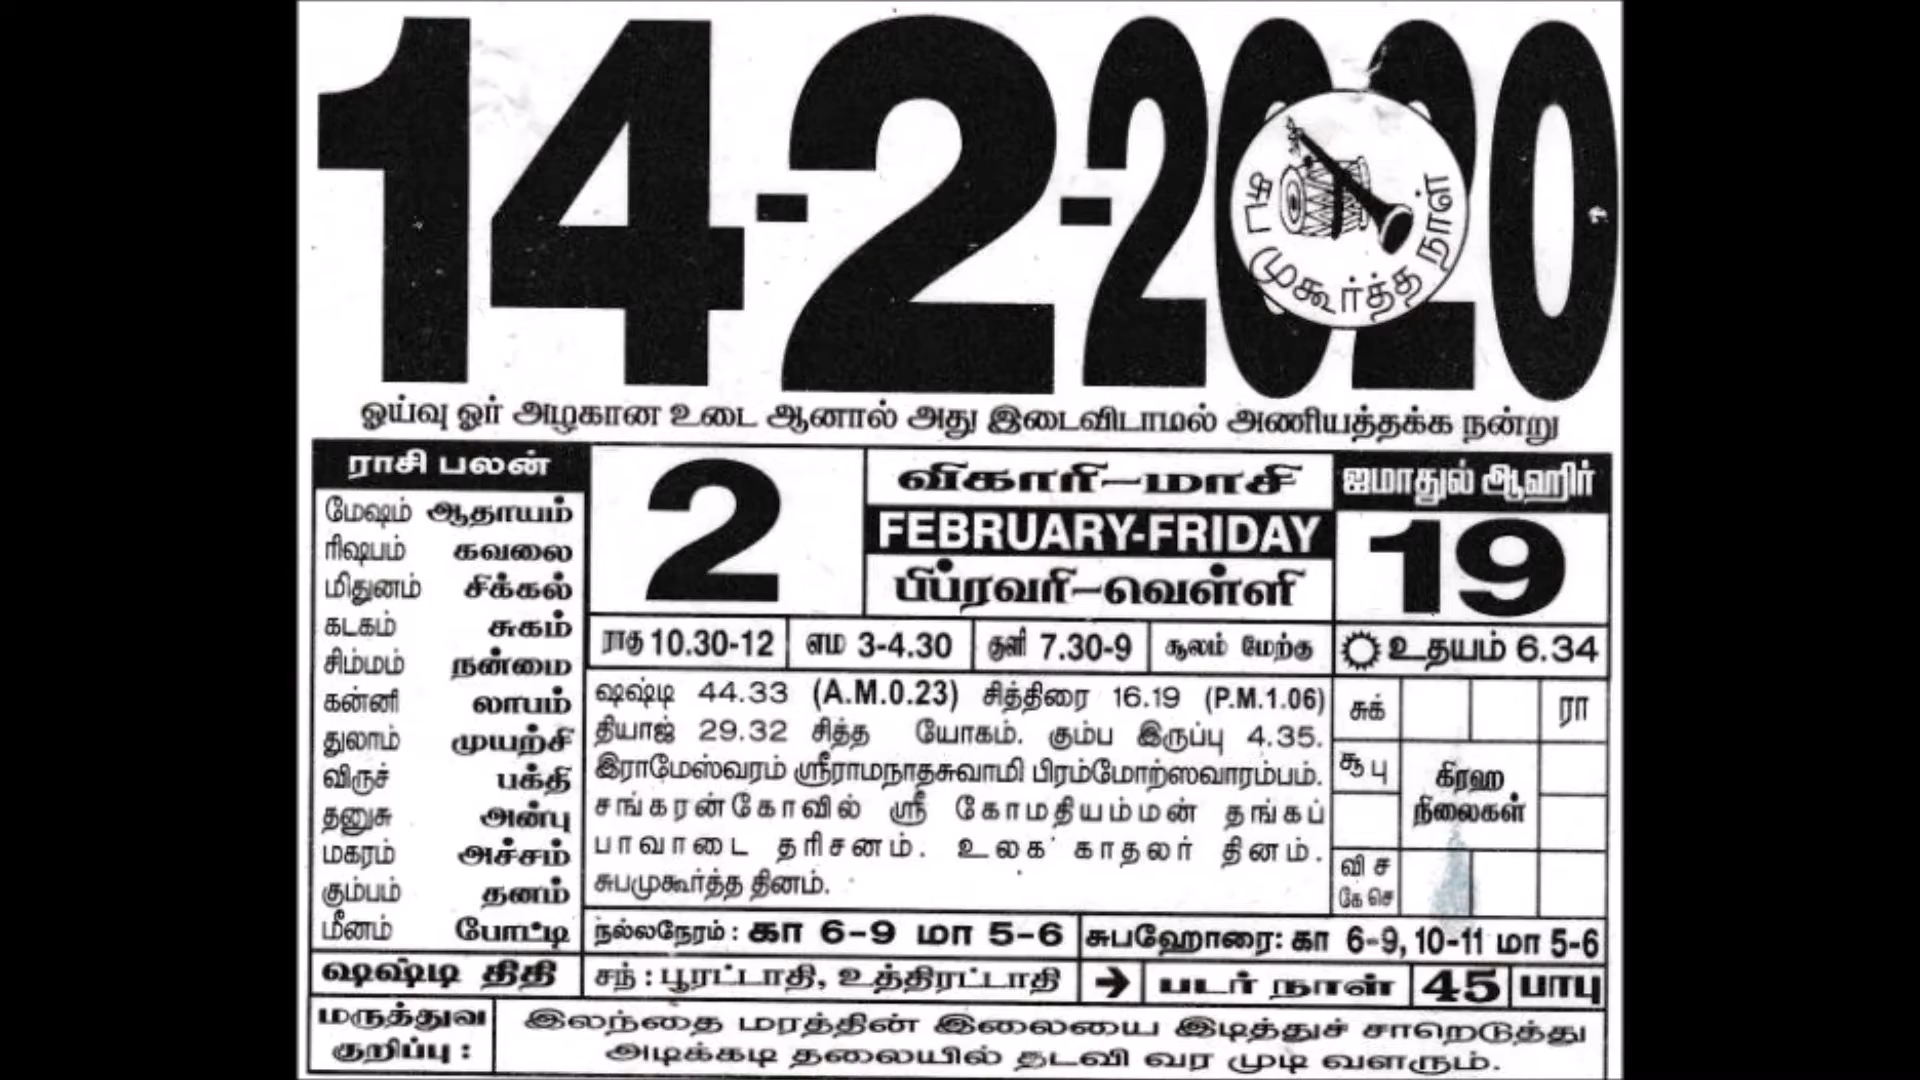 14-2-2020
சுபமுகூர்த்த நாள்
ஓய்வு ஓர் அழகான உடை ஆனால் அது இடைவிடாமல் அணியத்தக்க நன்று
ராசி பலன்
மேஷம் ஆதாயம்
ரிஷபம் கவலை
மிதுனம் சிக்கல்
கடகம் சுகம்
சிம்மம் நன்மை
கன்னி லாபம்
துலாம் முயற்சி
விருச் பக்தி
தனுசு அன்பு
மகரம் அச்சம்
கும்பம் தனம்
மீனம் போட்டி
ஷஷ்டி திதி
2
விகாரி-மாசி
FEBRUARY-FRIDAY
பிப்ரவரி-வெள்ளி
ஐமாதுல் ஆஹிர்
19
ராகு 10.30-12 எம 3-4.30 குளி 7.30-9 சூலம் மேற்கு
உதயம் 6.34
ஷஷ்டி 44.33 (A.M.0.23) சித்திரை 16.19 (P.M.1.06)
தியாஜ் 29.32 சித்த யோகம். கும்ப இருப்பு 4.35.
இராமேஸ்வரம் ஸ்ரீராமநாதசுவாமி பிரம்மோற்ஸவாரம்பம்.
சங்கரன்கோவில் ஸ்ரீ கோமதியம்மன் தங்கப்
பாவாடை தரிசனம். உலக காதலர் தினம்.
சுபமுகூர்த்த தினம்.
சுக் ரா
சூ பு
கிரஹ
நிலைகள்
வி ச
கே செ
நல்லநேரம் : கா 6-9 மா 5-6
சுபஹோரை: கா 6-9, 10-11 மா 5-6
சந் : பூரட்டாதி, உத்திரட்டாதி
➔ படர் நாள் 45 பாபு
மருத்துவ
குறிப்பு :
இலந்தை மரத்தின் இலையை இடித்துச் சாறெடுத்து
அடிக்கடி தலையில் தடவி வர முடி வளரும்.